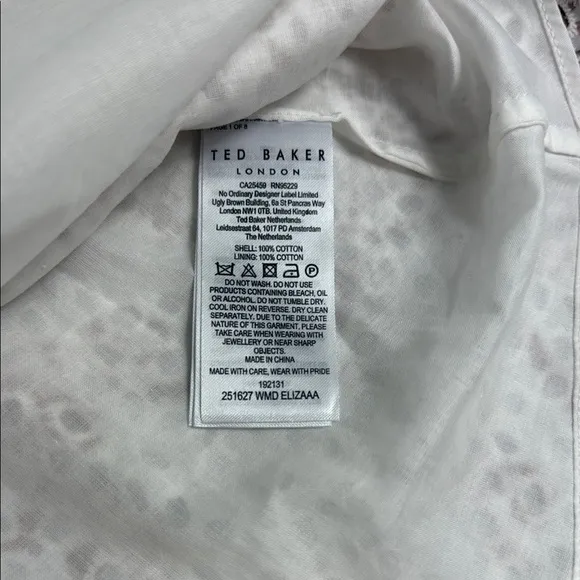 PAGE 1 OF 8
TED BAKER
LONDON
CA25459 RN95229
No Ordinary Designer Label Limited
Ugly Brown Building, 6a St Pancras Way
London NW1 0TB. United Kingdom
Ted Baker Netherlands
Leidsestraat 64, 1017 PD Amsterdam
The Netherlands
SHELL: 100% COTTON
LINING: 100% COTTON
DO NOT WASH. DO NOT USE
PRODUCTS CONTAINING BLEACH, OIL
OR ALCOHOL. DO NOT TUMBLE DRY.
COOL IRON ON REVERSE. DRY CLEAN
SEPARATELY. DUE TO THE DELICATE
NATURE OF THIS GARMENT, PLEASE
TAKE CARE WHEN WEARING WITH
JEWELLERY OR NEAR SHARP
OBJECTS.
MADE IN CHINA
MADE WITH CARE, WEAR WITH PRIDE
192131
251627 WMD ELIZAAA